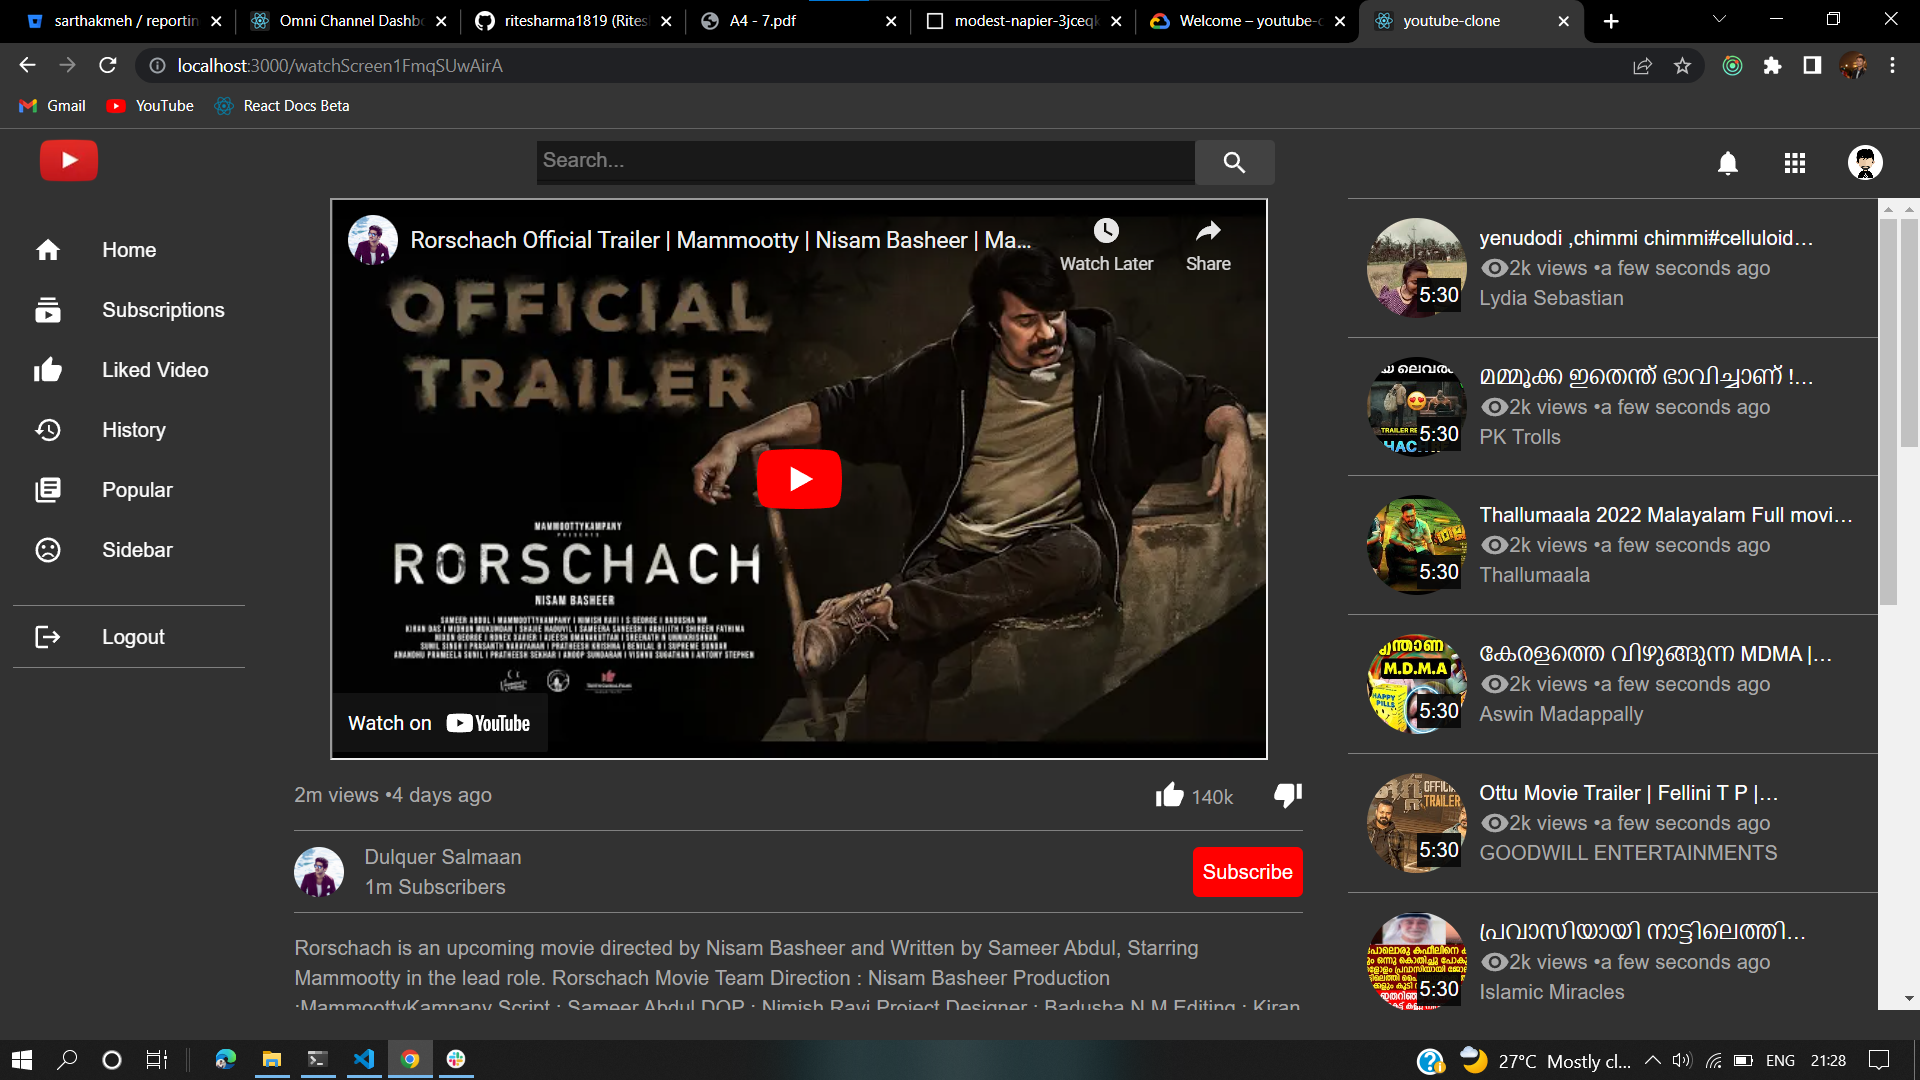 sarthakmeh / reportin
Omni Channel Dashbo
ritesharma1819 (Rites
A4 - 7.pdf
modest-napier-3jceqk
Welcome – youtube-c
youtube-clone
localhost:3000/watchScreen1FmqSUwAirA
Gmail
YouTube
React Docs Beta
Search...
Home
Subscriptions
Liked Video
History
Popular
Sidebar
Logout
Rorschach Official Trailer | Mammootty | Nisam Basheer | Ma...
Watch Later
Share
OFFICIAL
TRAILER
MAMMOOTTYKAMPANY
PRESENTS
RORSCHACH
NISAM BASHEER
Watch on YouTube
2m views •4 days ago
140k
Dulquer Salmaan
1m Subscribers
Subscribe
Rorschach is an upcoming movie directed by Nisam Basheer and Written by Sameer Abdul, Starring
Mammootty in the lead role. Rorschach Movie Team Direction : Nisam Basheer Production
:MammoottyKampany Script : Sameer Abdul DOP : Nimish Ravi Project Designer : Badusha N M Editing : Kiran
yenudodi ,chimmi chimmi#celluloid...
2k views •a few seconds ago
Lydia Sebastian
5:30
മമ്മൂക്ക ഇതെന്ത് ഭാവിച്ചാണ് !...
2k views •a few seconds ago
PK Trolls
5:30
Thallumaala 2022 Malayalam Full movi...
2k views •a few seconds ago
Thallumaala
5:30
കേരളത്തെ വിഴുങ്ങുന്ന MDMA |...
2k views •a few seconds ago
Aswin Madappally
M.D.M.A
HAPPY
PILLS
5:30
Ottu Movie Trailer | Fellini T P |...
2k views •a few seconds ago
GOODWILL ENTERTAINMENTS
5:30
പ്രവാസിയായി നാട്ടിലെത്തി...
2k views •a few seconds ago
Islamic Miracles
5:30
27°C Mostly cl...
ENG
21:28